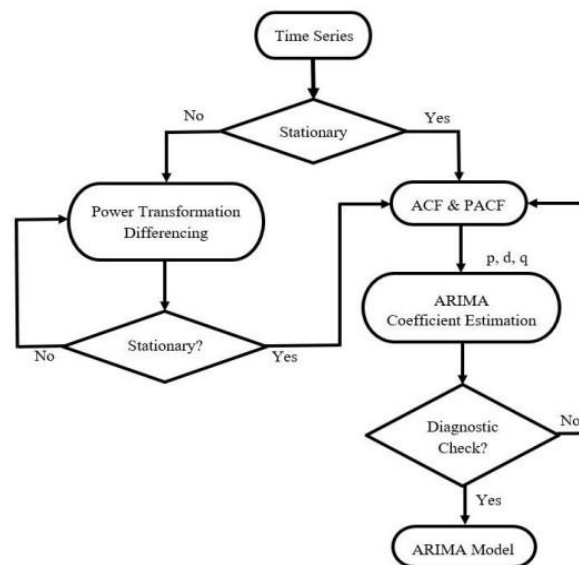 Time Series
No
Yes
Stationary
Power Transformation
Differencing
ACF & PACF
p, d, q
ARIMA
Coefficient Estimation
Stationary?
No
Yes
Diagnostic
Check?
No
Yes
ARIMA Model